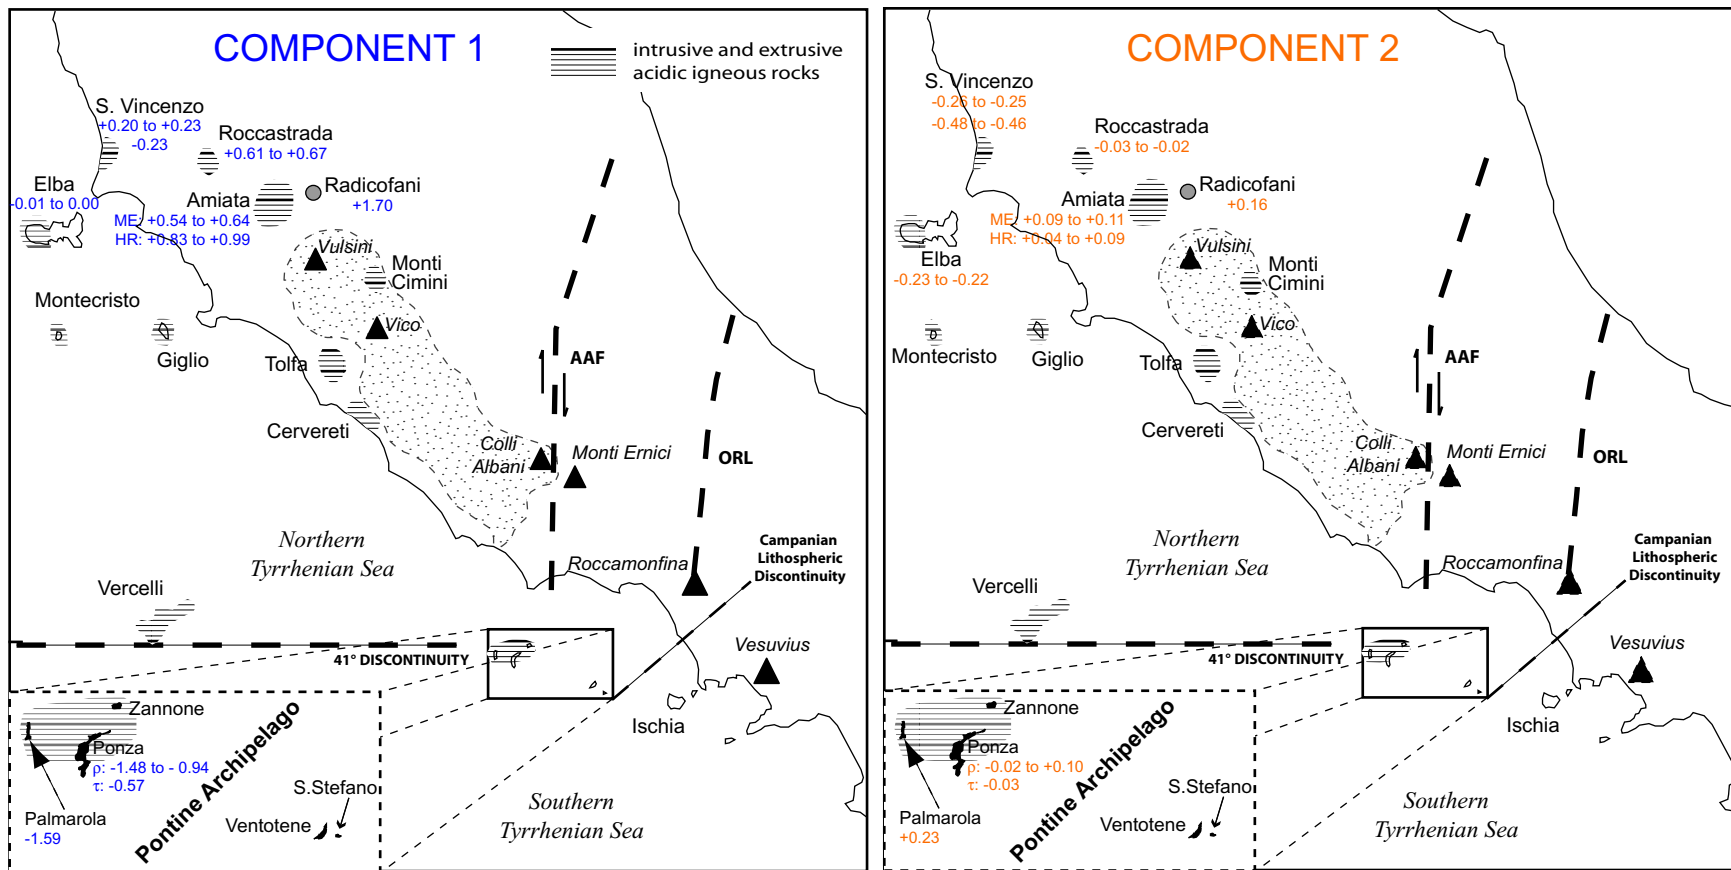 COMPONENT 1
intrusive and extrusive
acidic igneous rocks
S. Vincenzo
+0.20 to +0.23
-0.23
Roccastrada
+0.61 to +0.67
Elba
-0.01 to 0.00
Amiata
ME: +0.54 to +0.64
HR: +0.83 to +0.99
Radicofani
+1.70
Vulsini
Monti
Cimini
Montecristo
Giglio
Vico
Tolfa
AAF
Cervereti
Colli
Albani
Monti Ernici
ORL
Northern
Tyrrhenian Sea
Roccamonfina
Campanian
Lithospheric
Discontinuity
Vercelli
41° DISCONTINUITY
Vesuvius
Ischia
Zannone
Ponza
ρ: -1.48 to - 0.94
τ: -0.57
Palmarola
-1.59
Pontine Archipelago
S.Stefano
Ventotene
Southern
Tyrrhenian Sea
COMPONENT 2
S. Vincenzo
-0.26 to -0.25
-0.48 to -0.46
Roccastrada
-0.03 to -0.02
Amiata
ME: +0.09 to +0.11
HR: +0.04 to +0.09
Radicofani
+0.16
Elba
-0.23 to -0.22
Vulsini
Monti
Cimini
Montecristo
Giglio
Vico
Tolfa
AAF
Cervereti
Colli
Albani
Monti Ernici
ORL
Northern
Tyrrhenian Sea
Roccamonfina
Campanian
Lithospheric
Discontinuity
Vercelli
41° DISCONTINUITY
Vesuvius
Ischia
Zannone
Ponza
ρ: -0.02 to +0.10
τ: -0.03
Palmarola
+0.23
Pontine Archipelago
S.Stefano
Ventotene
Southern
Tyrrhenian Sea